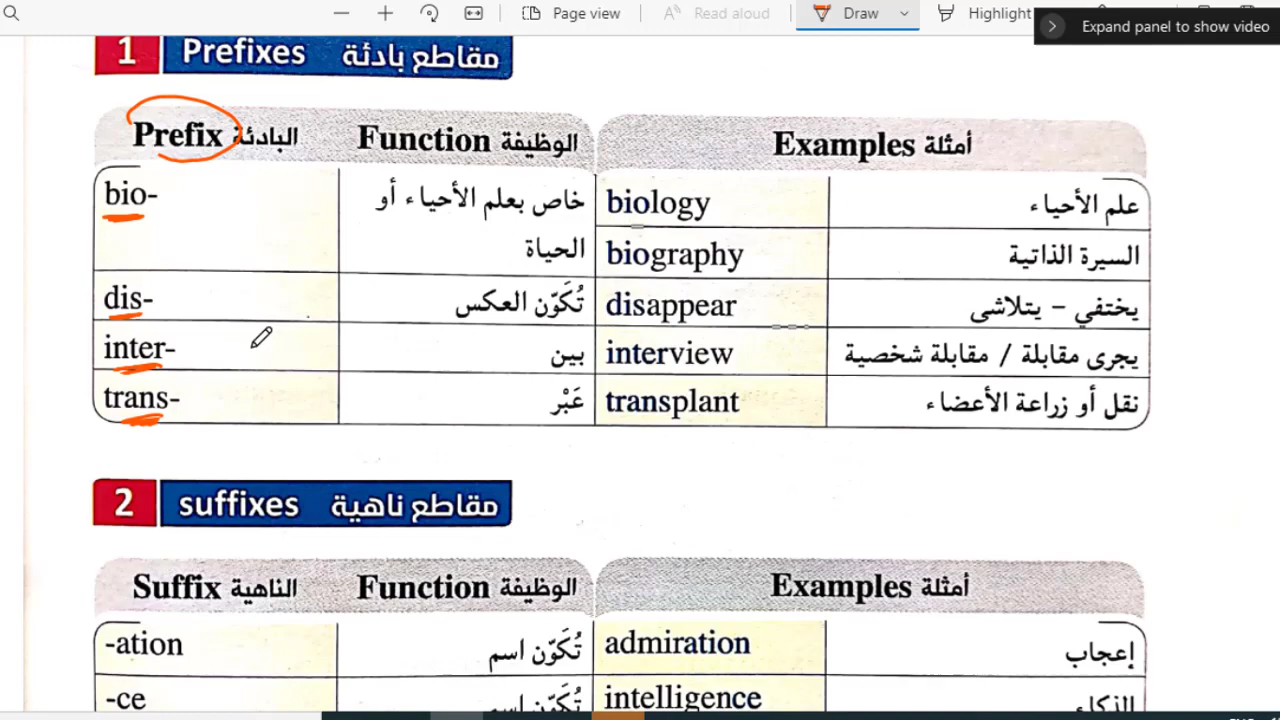 Page view
Read aloud
Draw
Highlight
Expand panel to show video
1 Prefixes مقاطع بادئة
Prefix البادئة Function الوظيفة Examples أمثلة
bio- خاص بعلم الأحياء أو الحياة biology علم الأحياء
biography السيرة الذاتية
dis- تُكَوّن العكس disappear يختفي - يتلاشى
inter- بين interview يجرى مقابلة / مقابلة شخصية
trans- عَبْر transplant نقل أو زراعة الأعضاء
2 suffixes مقاطع ناهية
Suffix الناهية Function الوظيفة Examples أمثلة
-ation تُكَوّن اسم admiration إعجاب
-ce تُكَوّن اسم intelligence الذكاء